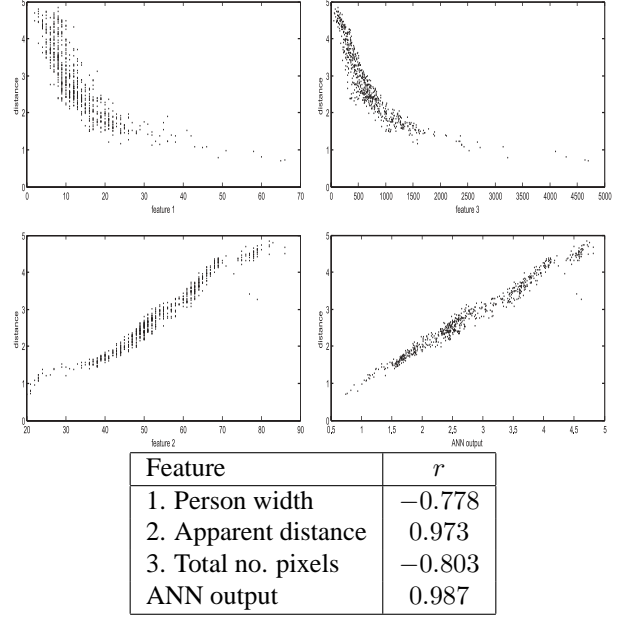 5
4
3
2
1
0
distance
0 10 20 30 40 50 60 70
feature 1
5
4
3
2
1
0
distance
0 500 1000 1500 2000 2500 3000 3500 4000 4500 5000
feature 3
5
4
3
2
1
0
distance
20 30 40 50 60 70 80 90
feature 2
5
4
3
2
1
0
distance
0,5 1 1,5 2 2,5 3 3,5 4 4,5 5
ANN output
Feature r
1. Person width −0.778
2. Apparent distance 0.973
3. Total no. pixels −0.803
ANN output 0.987